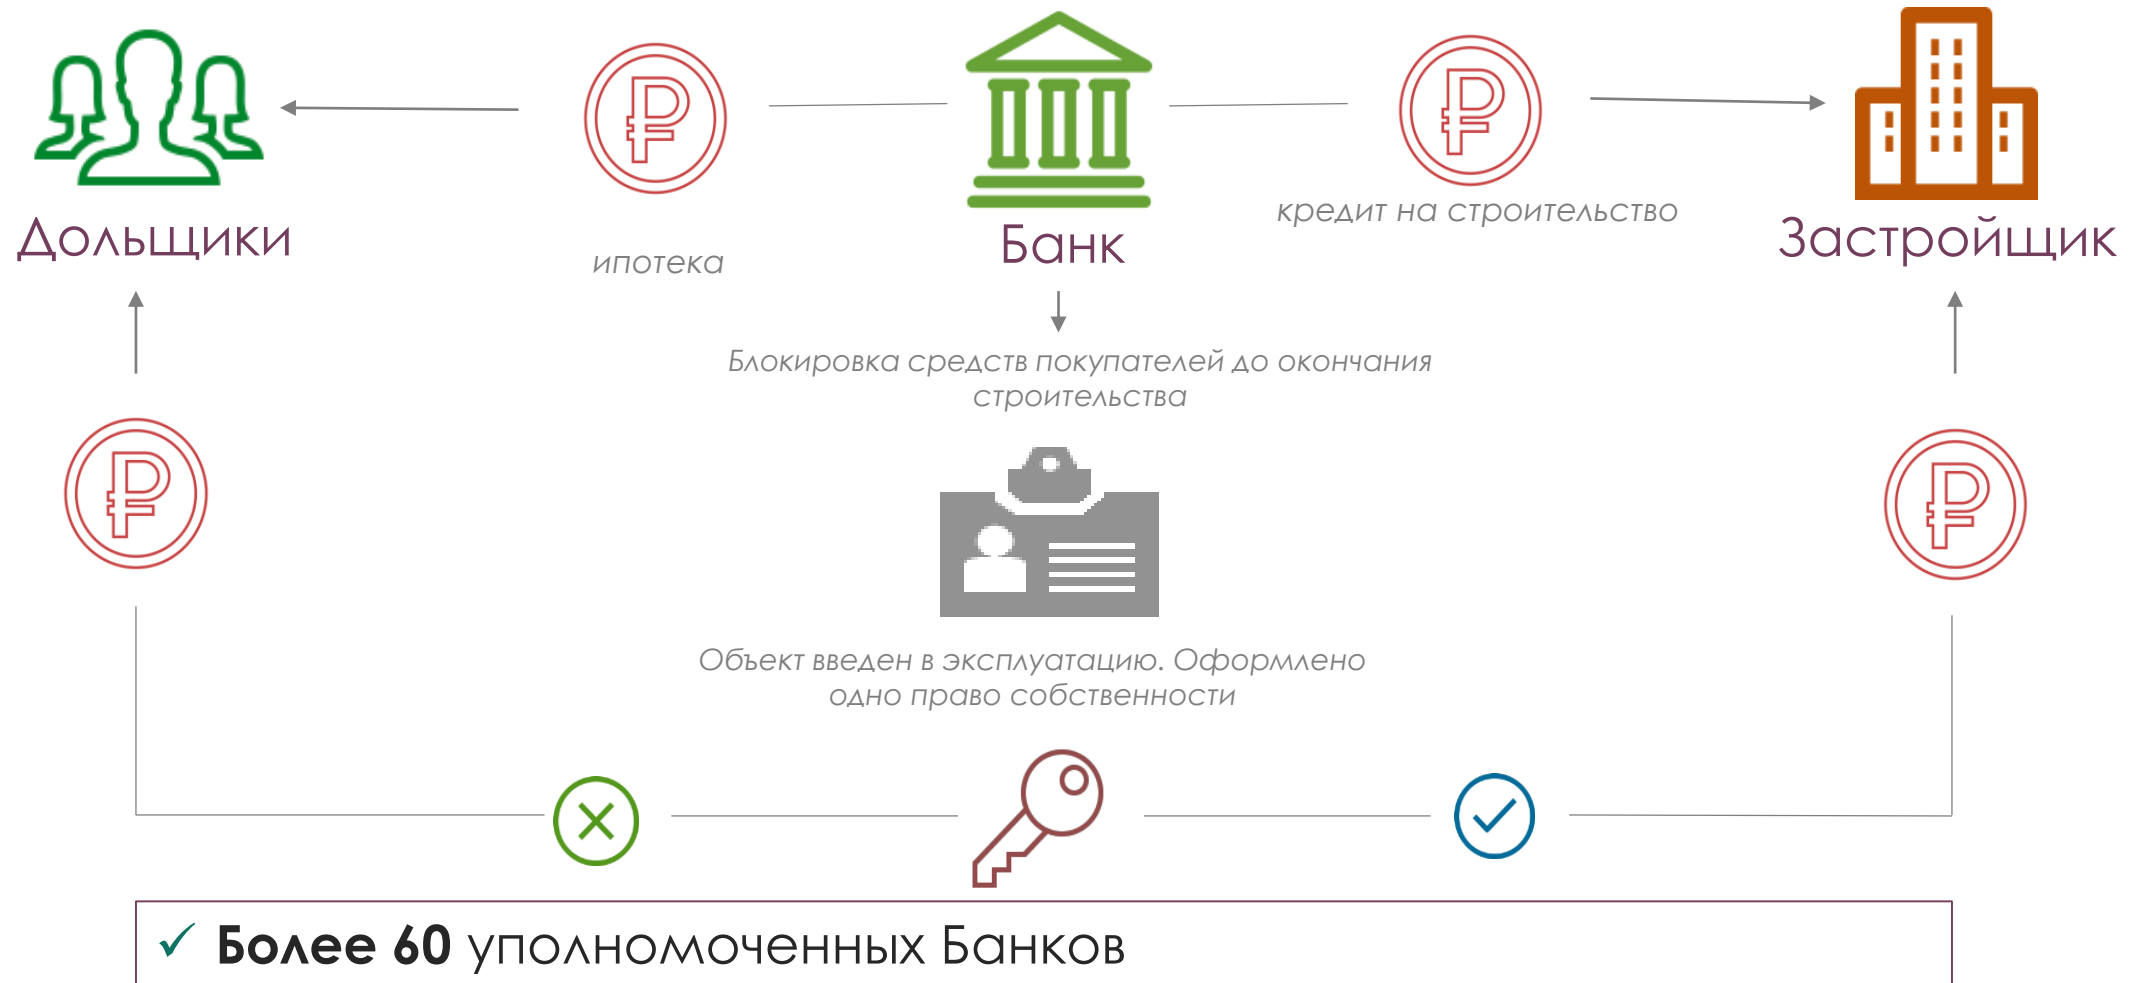 Дольщики
ипотека
Банк
кредит на строительство
Застройщик
Блокировка средств покупателей до окончания
строительства
Объект введен в эксплуатацию. Оформлено
одно право собственности
✓ Более 60 уполномоченных Банков